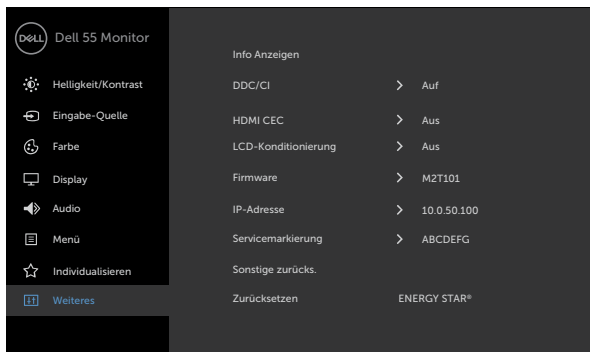 DELL Dell 55 Monitor
Helligkeit/Kontrast
Eingabe-Quelle
Farbe
Display
Audio
Menü
Individualisieren
Weiteres
Info Anzeigen
DDC/CI > Auf
HDMI CEC > Aus
LCD-Konditionierung > Aus
Firmware > M2T101
IP-Adresse > 10.0.50.100
Servicemarkierung > ABCDEFG
Sonstige zurücks.
Zurücksetzen ENERGY STAR®